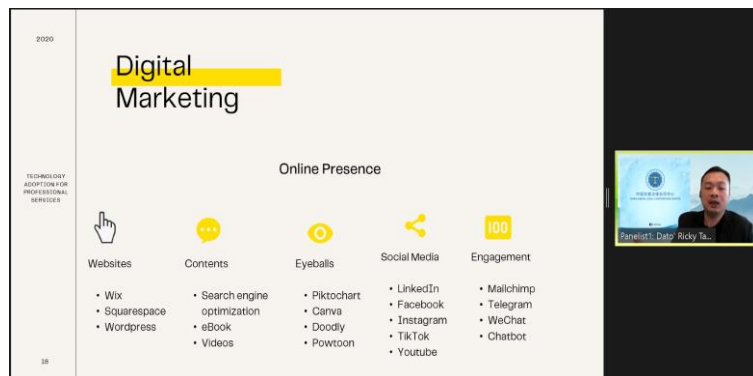 2020
Digital
Marketing
TECHNOLOGY
ADOPTION FOR
PROFESSIONAL
SERVICES
Online Presence
100
Websites
• Wix
• Squarespace
• Wordpress
Contents
• Search engine
optimization
• eBook
• Videos
Eyeballs
• Piktochart
• Canva
• Doodly
• Powtoon
Social Media
• LinkedIn
• Facebook
• Instagram
• TikTok
• Youtube
Engagement
• Mailchimp
• Telegram
• WeChat
• Chatbot
Panelist1: Dato' Ricky Ta...